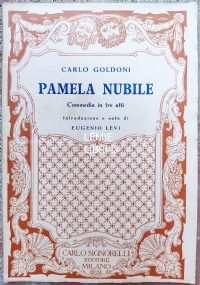 CARLO GOLDONI
PAMELA NUBILE
Commedia in tre atti
Introduzione e note di
EUGENIO LEVI
CARLO SIGNORELLI
EDITORE
MILANO